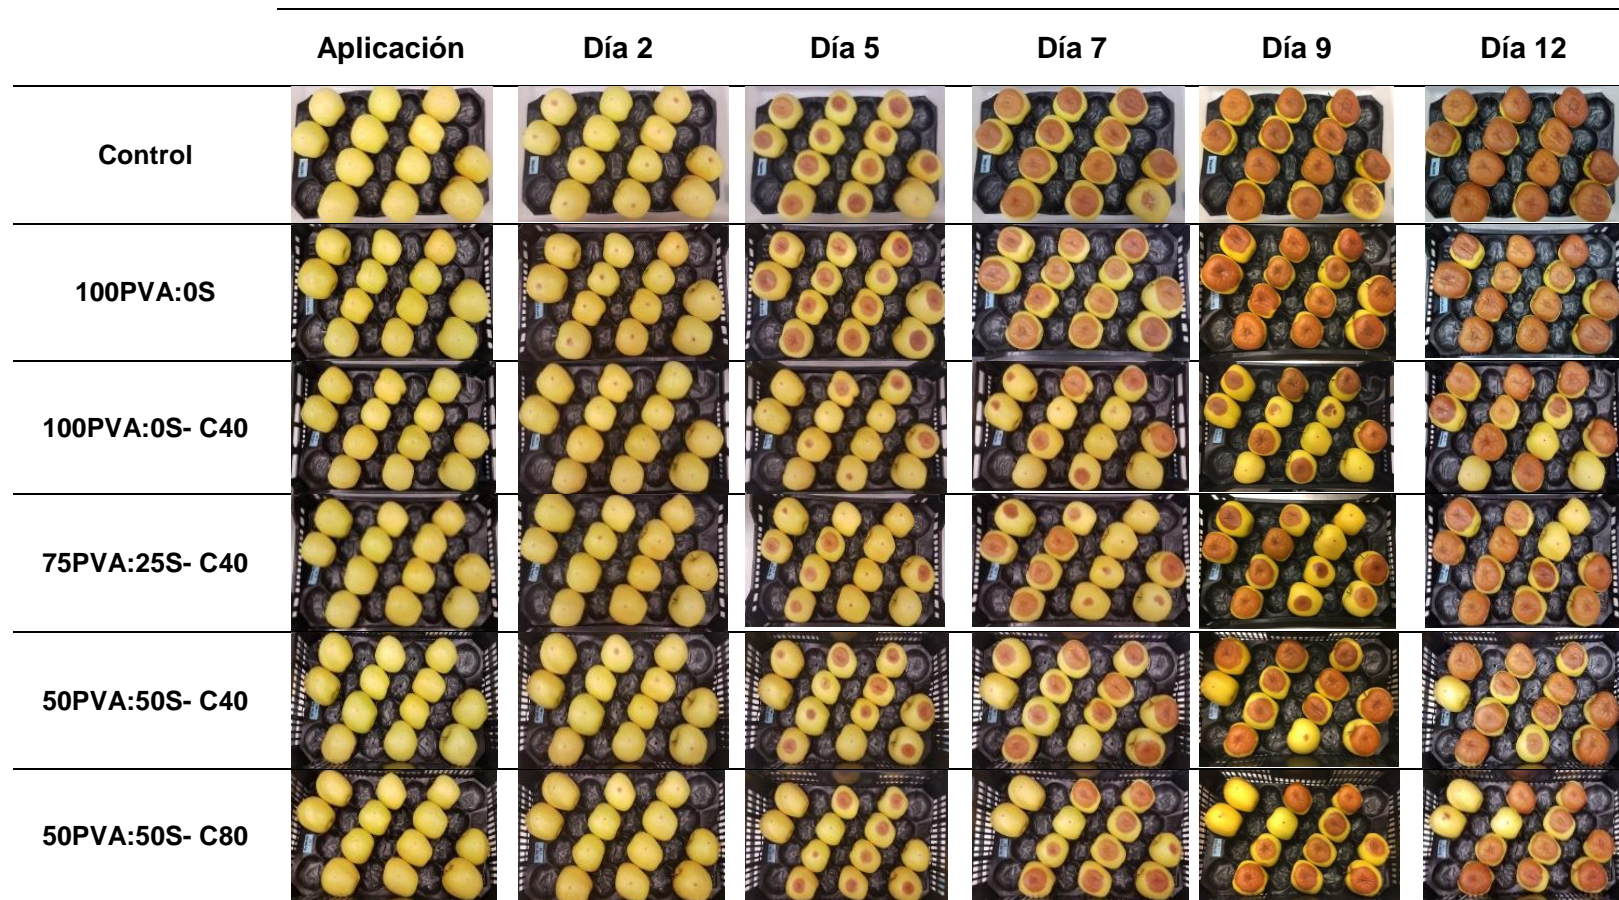 Aplicación Día 2 Día 5 Día 7 Día 9 Día 12
Control
100PVA:0S
100PVA:0S- C40
75PVA:25S- C40
50PVA:50S- C40
50PVA:50S- C80